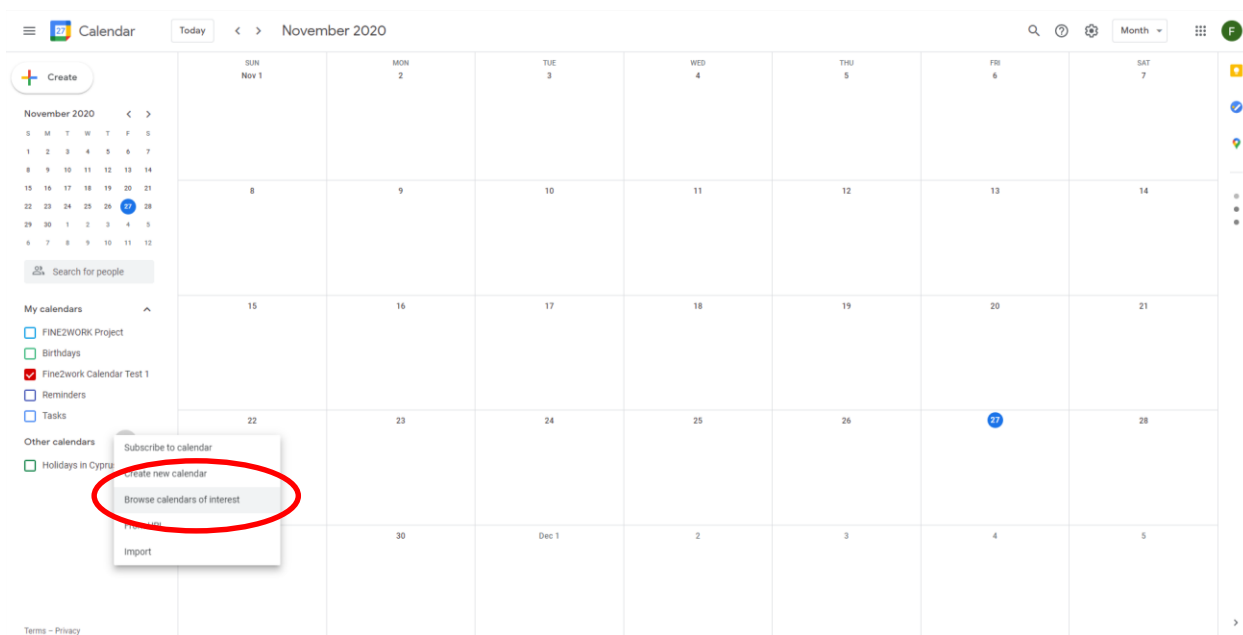 27 Calendar Today < > November 2020 Month F
Create
November 2020 < >
S M T W T F S
1 2 3 4 5 6 7
8 9 10 11 12 13 14
15 16 17 18 19 20 21
22 23 24 25 26 27 28
29 30 1 2 3 4 5
6 7 8 9 10 11 12
Search for people
My calendars
FINE2WORK Project
Birthdays
Fine2work Calendar Test 1
Reminders
Tasks
Other calendars
Holidays in Cypru
Subscribe to calendar
Create new calendar
Browse calendars of interest
From URL
Import
Terms – Privacy
SUN MON TUE WED THU FRI SAT
Nov 1 2 3 4 5 6 7
8 9 10 11 12 13 14
15 16 17 18 19 20 21
22 23 24 25 26 27 28
30 Dec 1 2 3 4 5